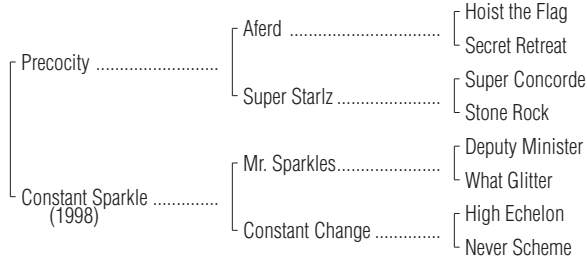 Hoist the Flag
Aferd ..........................................
Secret Retreat
Precocity ..................................
Super Concorde
Super Starlz .............................
Stone Rock
Deputy Minister
Mr. Sparkles.............................
What Glitter
Constant Sparkle ..................
(1998)
High Echelon
Constant Change ..................
Never Scheme